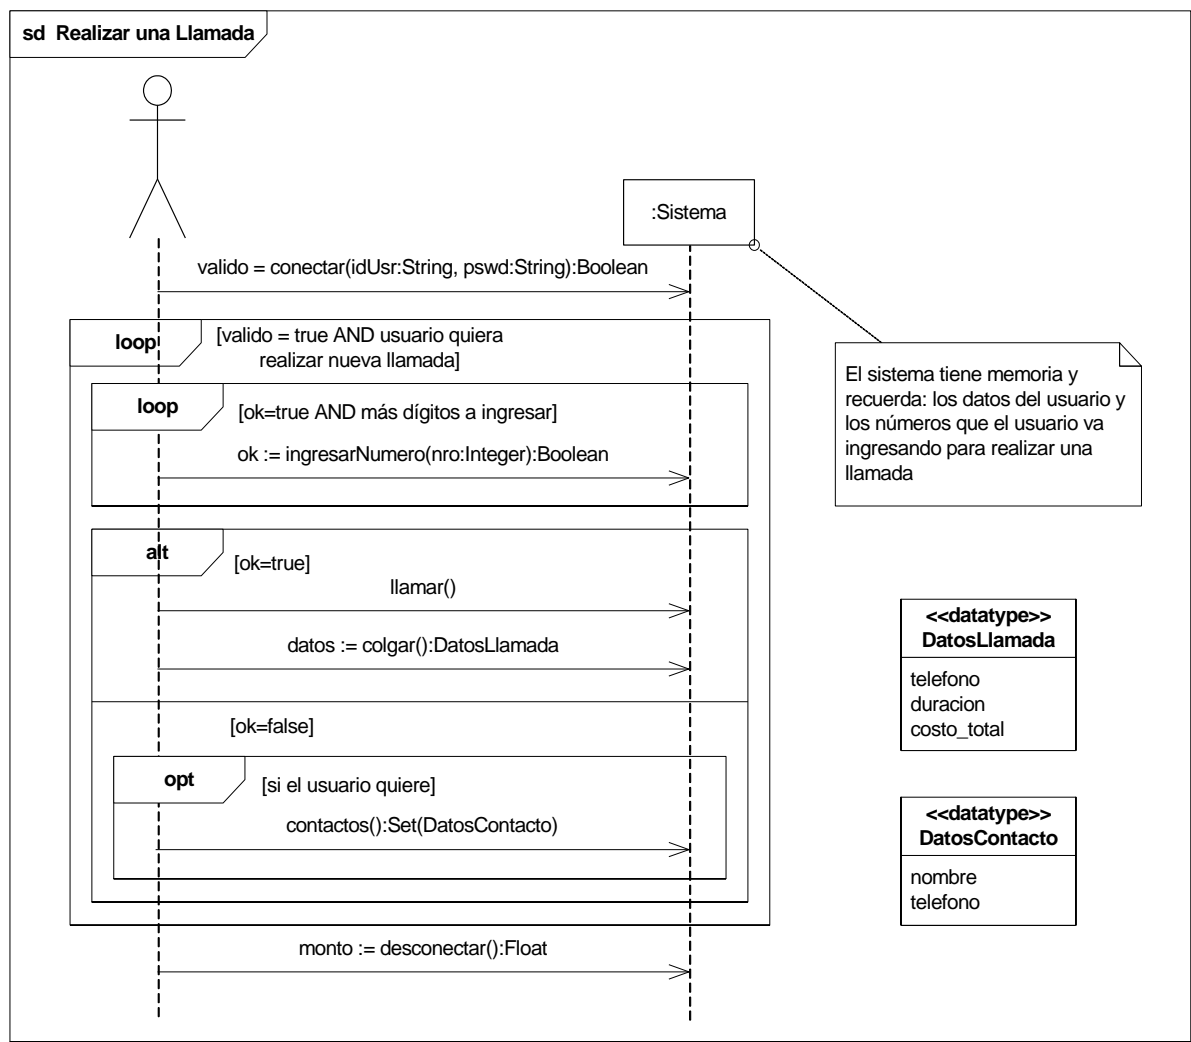 sd Realizar una Llamada
:Sistema
valido = conectar(idUsr:String, pswd:String):Boolean
loop
[valido = true AND usuario quiera
realizar nueva llamada]
El sistema tiene memoria y
recuerda: los datos del usuario y
los números que el usuario va
ingresando para realizar una
llamada
loop
[ok=true AND más dígitos a ingresar]
ok := ingresarNumero(nro:Integer):Boolean
alt
[ok=true]
llamar()
datos := colgar():DatosLlamada
<<datatype>>
DatosLlamada
telefono
duracion
costo_total
[ok=false]
opt
[si el usuario quiere]
contactos():Set(DatosContacto)
<<datatype>>
DatosContacto
nombre
telefono
monto := desconectar():Float